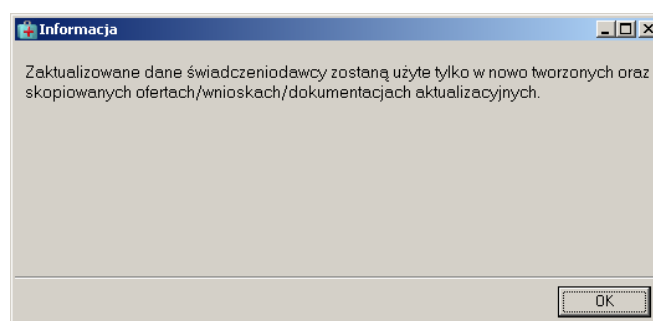 Informacja
Zaktualizowane dane świadczeniodawcy zostaną użyte tylko w nowo tworzonych oraz
skopiowanych ofertach/wnioskach/dokumentacjach aktualizacyjnych.
OK